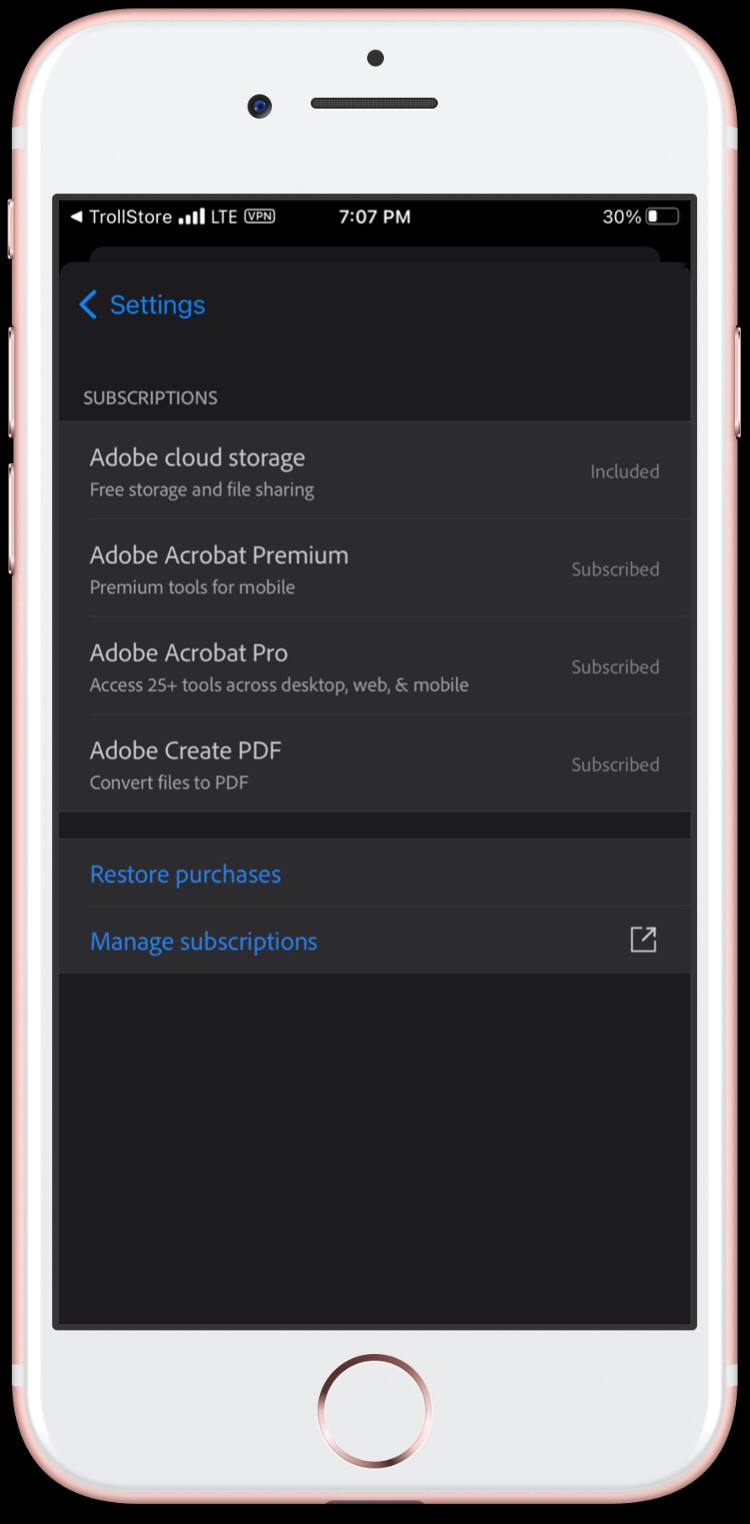 TrollStore LTE VPN 7:07 PM 30%
Settings
SUBSCRIPTIONS
Adobe cloud storage
Free storage and file sharing
Included
Adobe Acrobat Premium
Premium tools for mobile
Subscribed
Adobe Acrobat Pro
Access 25+ tools across desktop, web, & mobile
Subscribed
Adobe Create PDF
Convert files to PDF
Subscribed
Restore purchases
Manage subscriptions